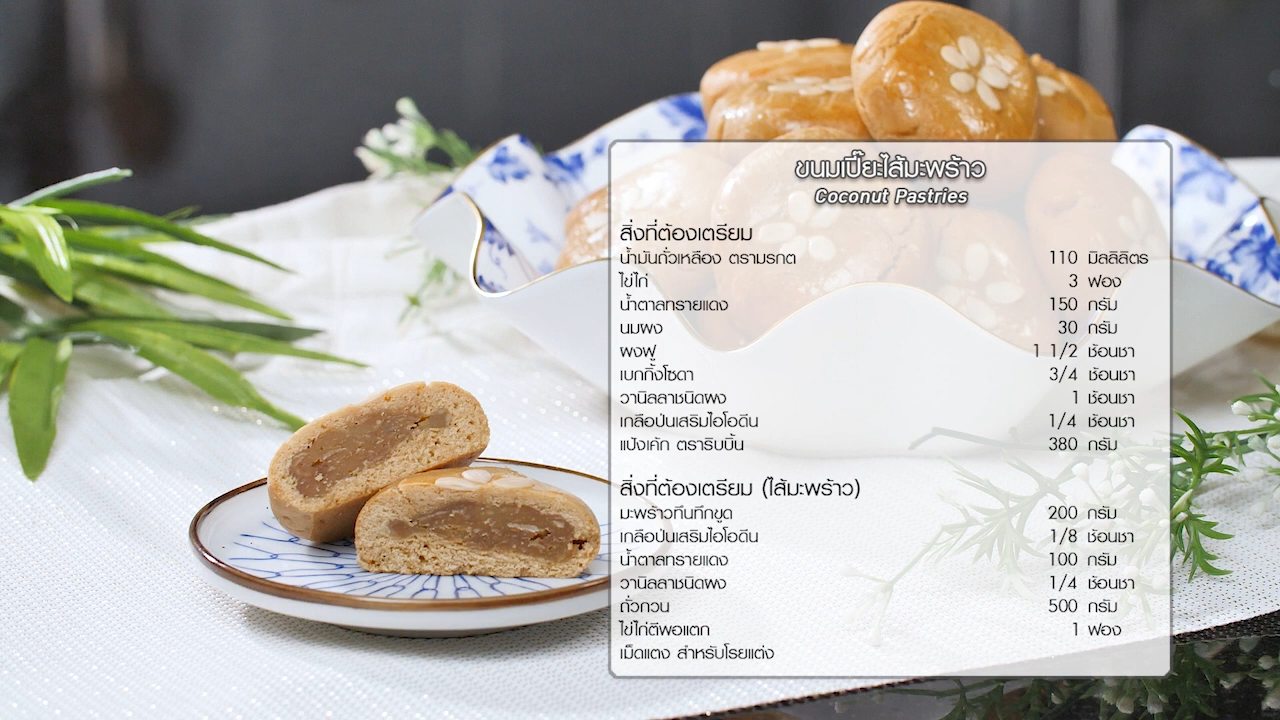 ขนมเปี๊ยะไส้มะพร้าว
Coconut Pastries
สิ่งที่ต้องเตรียม
น้ำมันถั่วเหลือง ตรามรกต 110 มิลลิลิตร
ไข่ไก่ 3 ฟอง
น้ำตาลทรายแดง 150 กรัม
นมผง 30 กรัม
ผงฟู 1 1/2 ช้อนชา
เบกกิ้งโซดา 3/4 ช้อนชา
วานิลลาชนิดผง 1 ช้อนชา
เกลือป่นเสริมไอโอดีน 1/4 ช้อนชา
แป้งเค้ก ตราริบบิ้น 380 กรัม
สิ่งที่ต้องเตรียม (ไส้มะพร้าว)
มะพร้าวทึนทึกขูด 200 กรัม
เกลือป่นเสริมไอโอดีน 1/8 ช้อนชา
น้ำตาลทรายแดง 100 กรัม
วานิลลาชนิดผง 1/4 ช้อนชา
ถั่วกวน 500 กรัม
ไข่ไก่ตีพอแตก 1 ฟอง
เม็ดแตง สำหรับโรยแต่ง